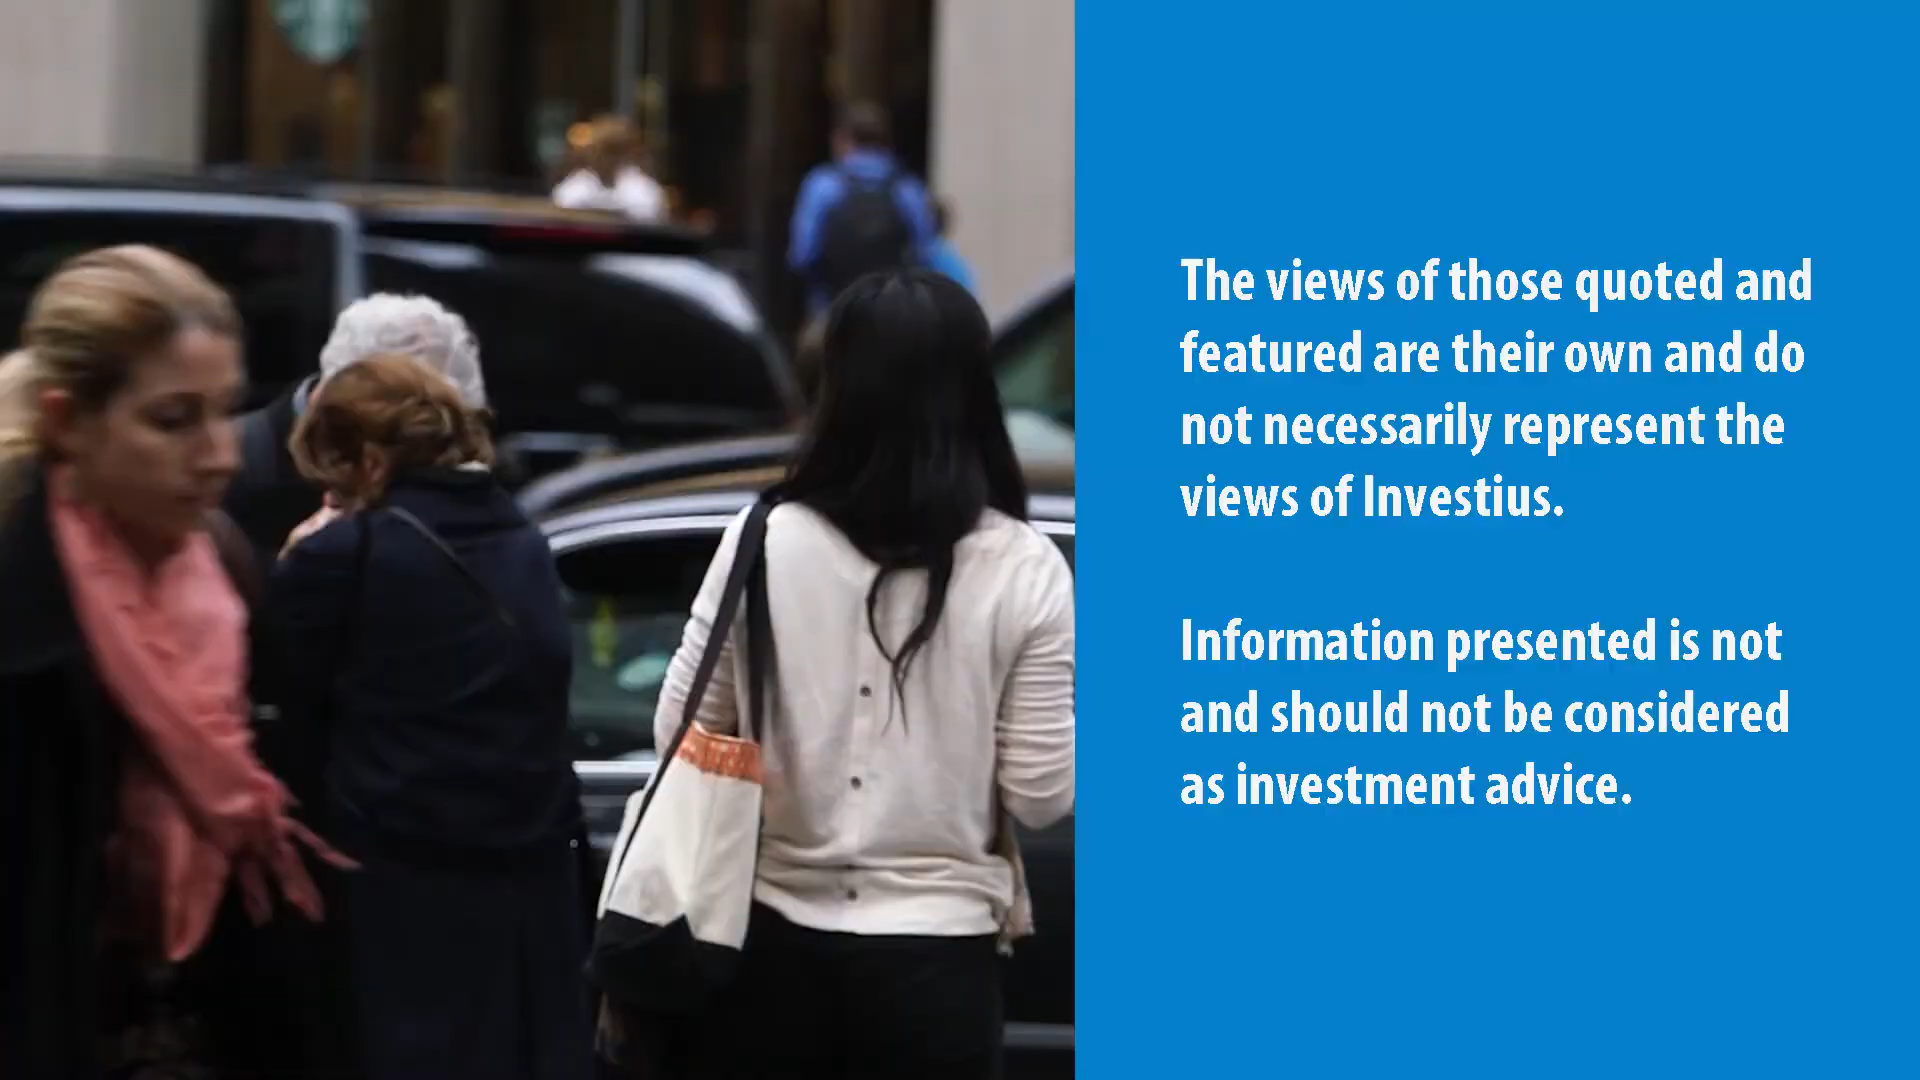 The views of those quoted and
featured are their own and do
not necessarily represent the
views of Investius.
Information presented is not
and should not be considered
as investment advice.